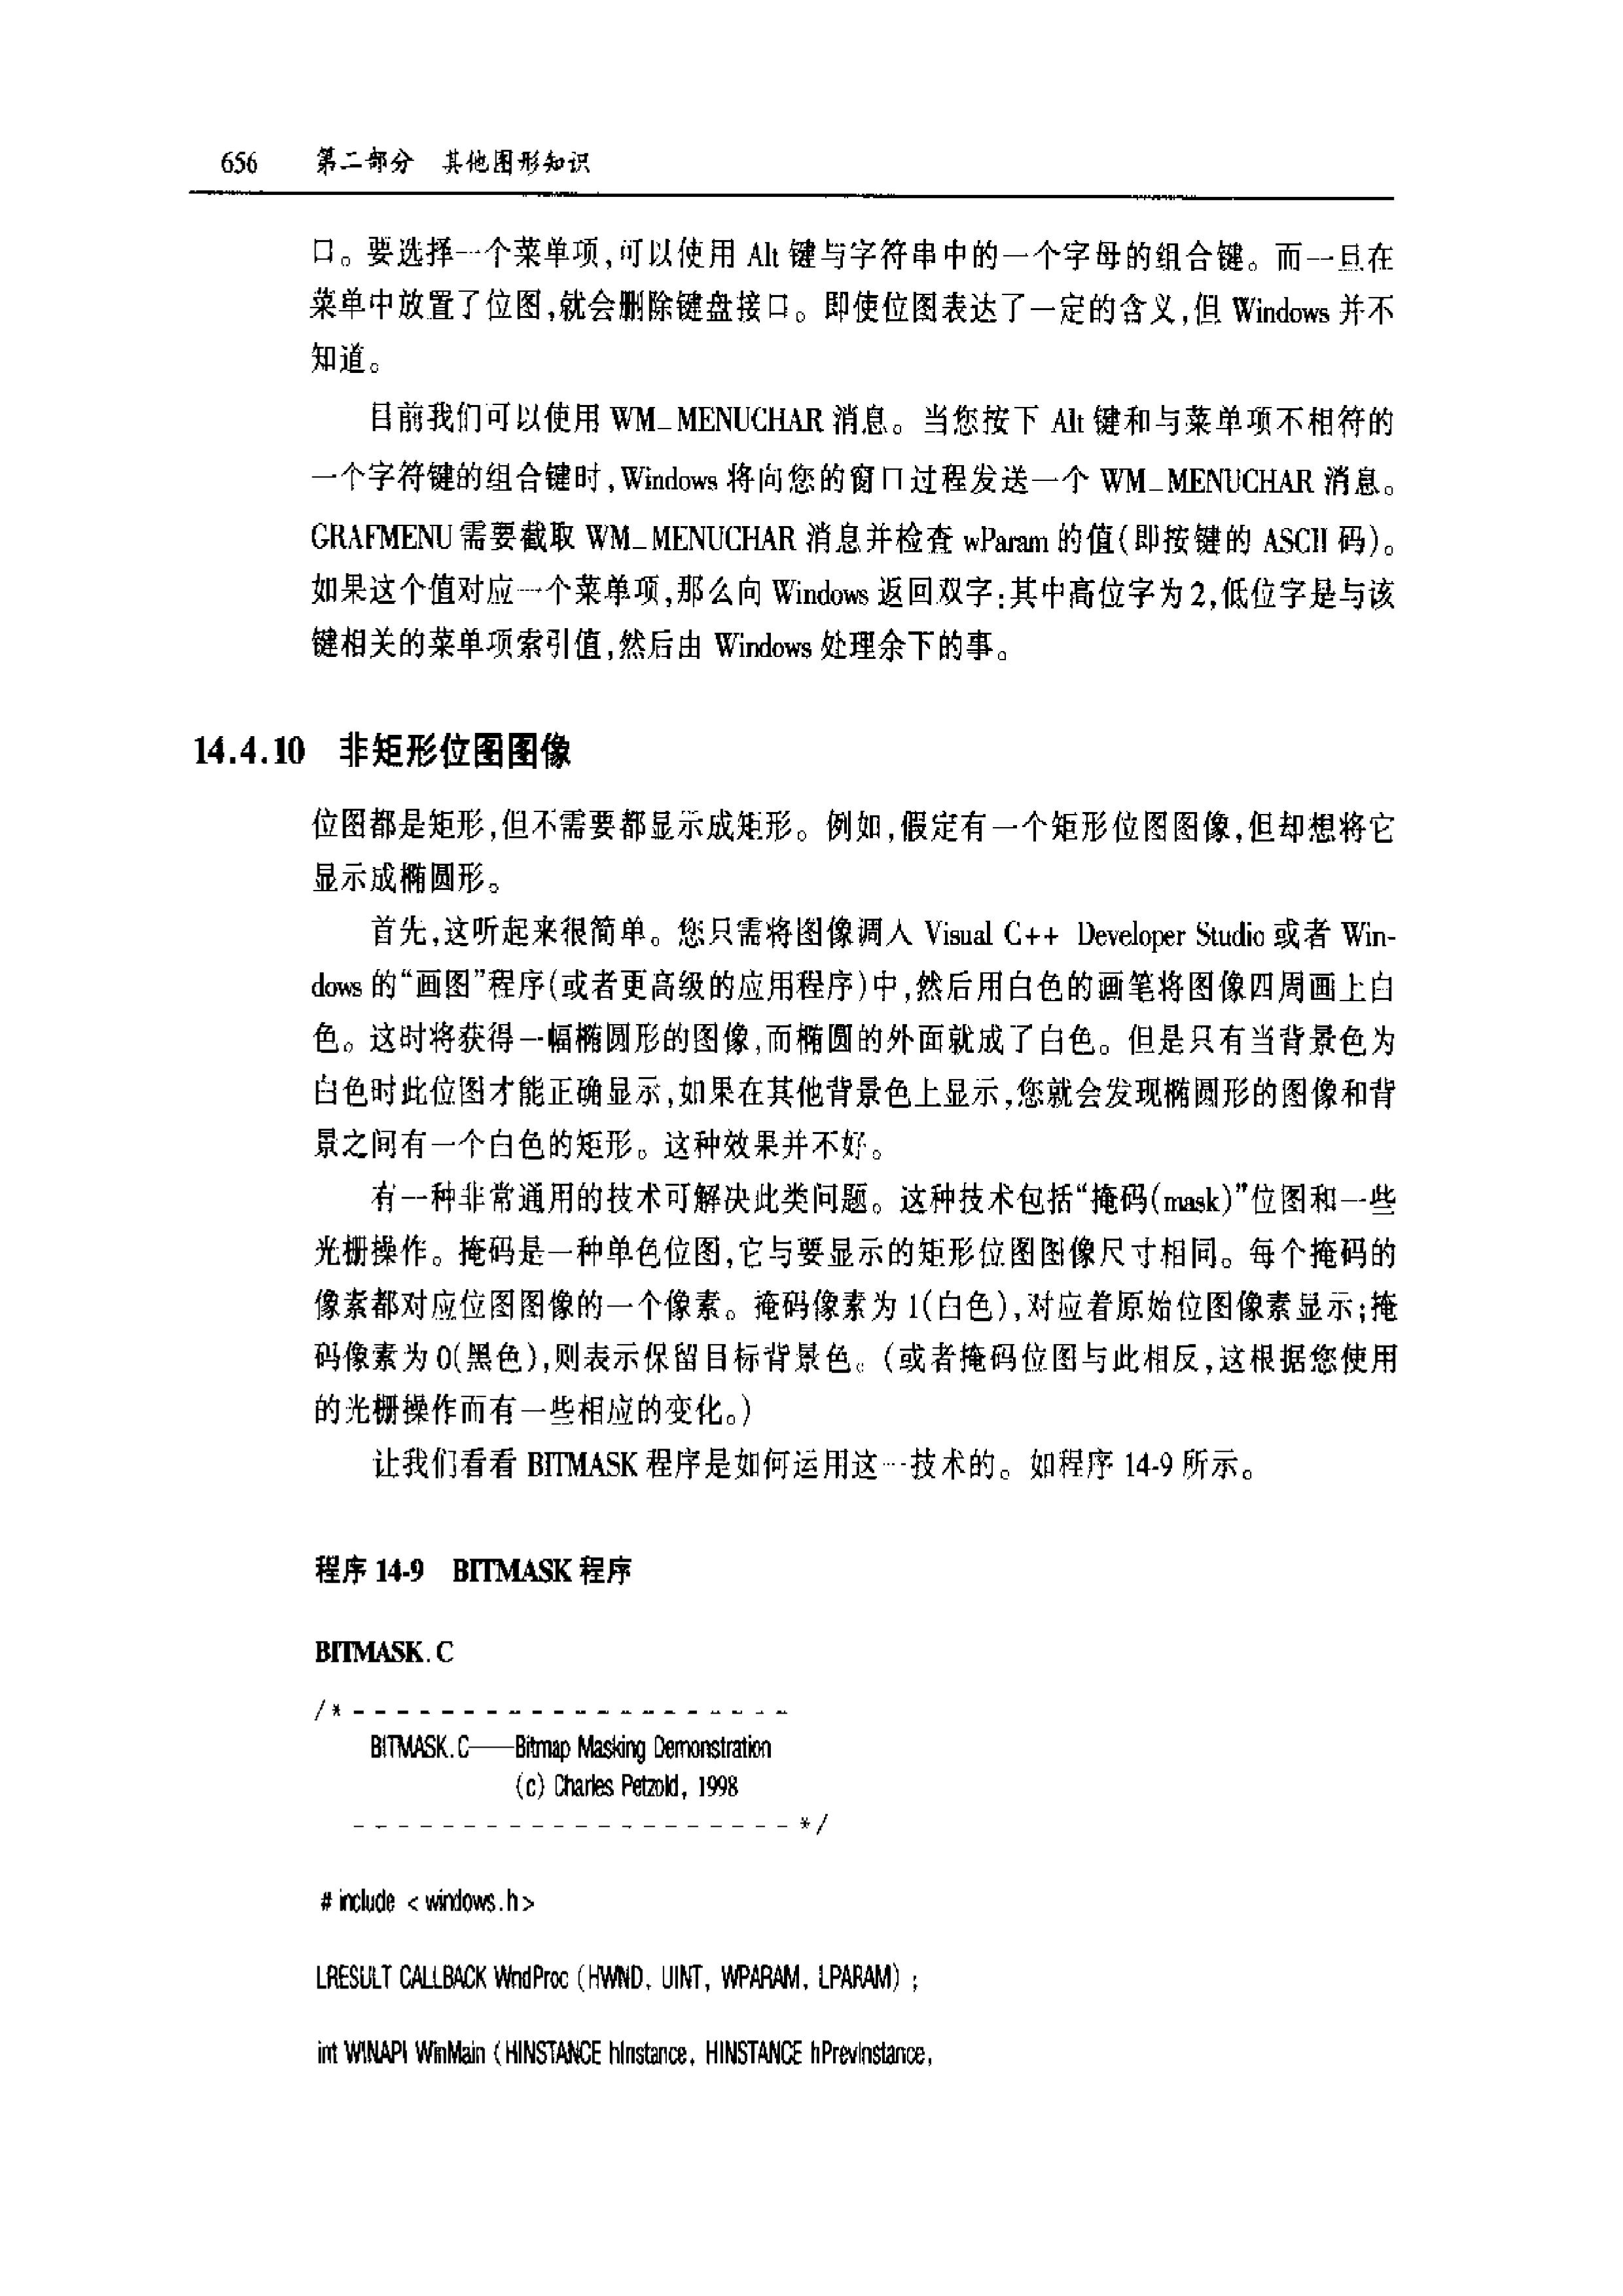 656 第二部分 其他图形知识
口。要选择一个菜单项,可以使用 Alt 键与字符串中的一个字母的组合键。而一旦在
菜单中放置了位图,就会删除键盘接口。即使位图表达了一定的含义,但 Windows 并不
知道。
目前我们可以使用 WM_MENUCHAR 消息。当您按下 Alt 键和与菜单项不相符的
一个字符键的组合键时,Windows 将向您的窗口过程发送一个 WM_MENUCHAR 消息。
GRAFMENU 需要截取 WM_MENUCHAR 消息并检查 wParam 的值(即按键的 ASCII 码)。
如果这个值对应一个菜单项,那么向 Windows 返回双字:其中高位字为 2,低位字是与该
键相关的菜单项索引值,然后由 Windows 处理余下的事。
14.4.10 非矩形位图图像
位图都是矩形,但不需要都显示成矩形。例如,假定有一个矩形位图图像,但却想将它
显示成椭圆形。
首先,这听起来很简单。您只需将图像调入 Visual C++ Developer Studio 或者 Win-
dows 的“画图”程序(或者更高级的应用程序)中,然后用白色的画笔将图像四周画上白
色。这时将获得一幅椭圆形的图像,而椭圆的外面就成了白色。但是只有当背景色为
白色时此位图才能正确显示,如果在其他背景色上显示,您就会发现椭圆形的图像和背
景之间有一个白色的矩形。这种效果并不好。
有一种非常通用的技术可解决此类问题。这种技术包括“掩码(mask)”位图和一些
光栅操作。掩码是一种单色位图,它与要显示的矩形位图图像尺寸相同。每个掩码的
像素都对应位图图像的一个像素。掩码像素为 1(白色),对应着原始位图像素显示;掩
码像素为 0(黑色),则表示保留目标背景色。(或者掩码位图与此相反,这根据您使用
的光栅操作而有一些相应的变化。)
让我们看看 BITMASK 程序是如何运用这一技术的。如程序 14-9 所示。
程序 14-9 BITMASK 程序
BITMASK.C
/* - - - - - - - - - - - - - - - - - - - -
BITMASK.C——Bitmap Masking Demonstration
(c) Charles Petzold, 1998
- - - - - - - - - - - - - - - - - - - - */
# include <windows.h>
LRESULT CALLBACK WndProc (HWND, UINT, WPARAM, LPARAM) ;
int WINAPI WinMain (HINSTANCE hInstance, HINSTANCE hPrevInstance,